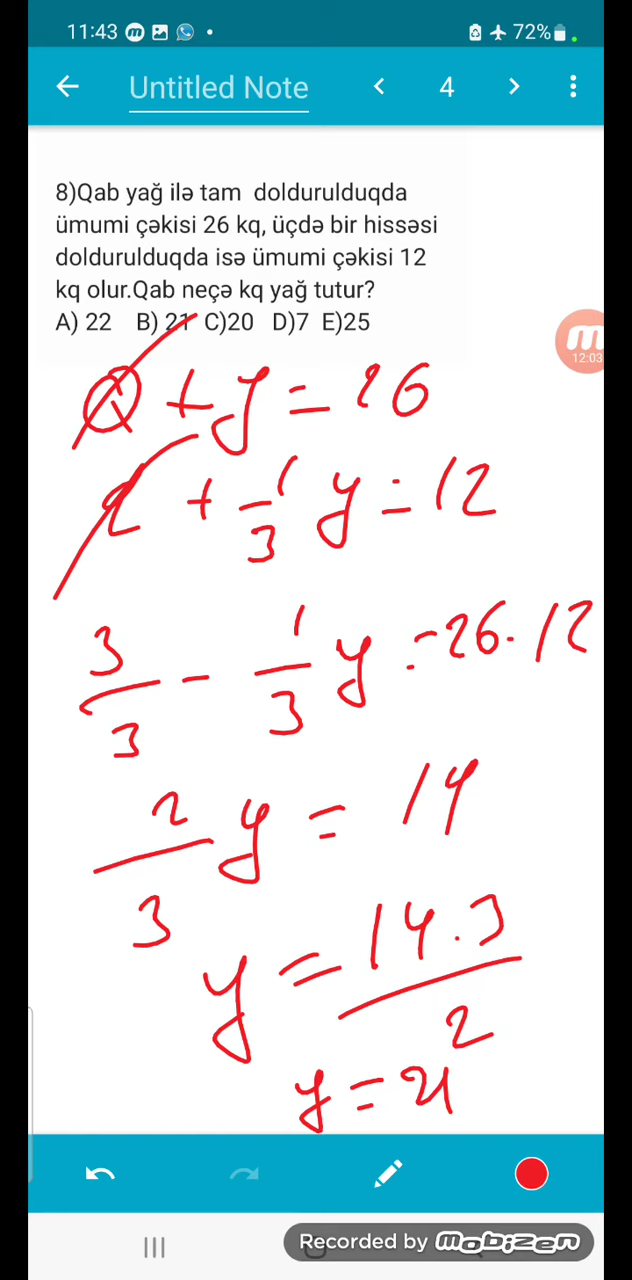 11:43 72%
Untitled Note < 4 >
8)Qab yağ ilə tam doldurulduqda
ümumi çəkisi 26 kq, üçdə bir hissəsi
doldurulduqda isə ümumi çəkisi 12
kq olur.Qab neçə kq yağ tutur?
A) 22 B) 21 C)20 D)7 E)25
12:03
Q + y = 26
q + 1/3 y = 12
3/3 - 1/3 y = 26 - 12
2/3 y = 14
y = 14.3/2
y = 21
Recorded by mobizen